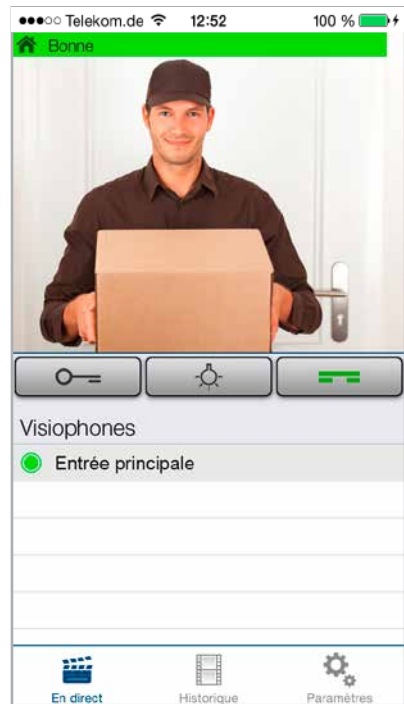 Telekom.de 12:52 100 %
Bonne
Visiophones
Entrée principale
En direct Historique Paramètres